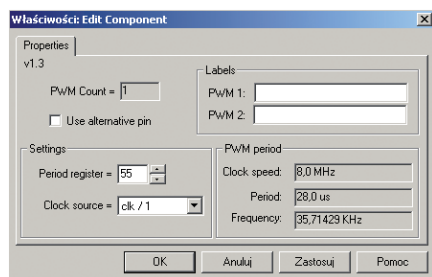 Właściwości: Edit Component
Properties
v1.3
PWM Count = 1
Use alternative pin
Labels
PWM 1:
PWM 2:
Settings
Period register = 55
Clock source = clk / 1
PWM period
Clock speed: 8,0 MHz
Period: 28,0 us
Frequency: 35,71429 KHz
OK Anuluj Zastosuj Pomoc